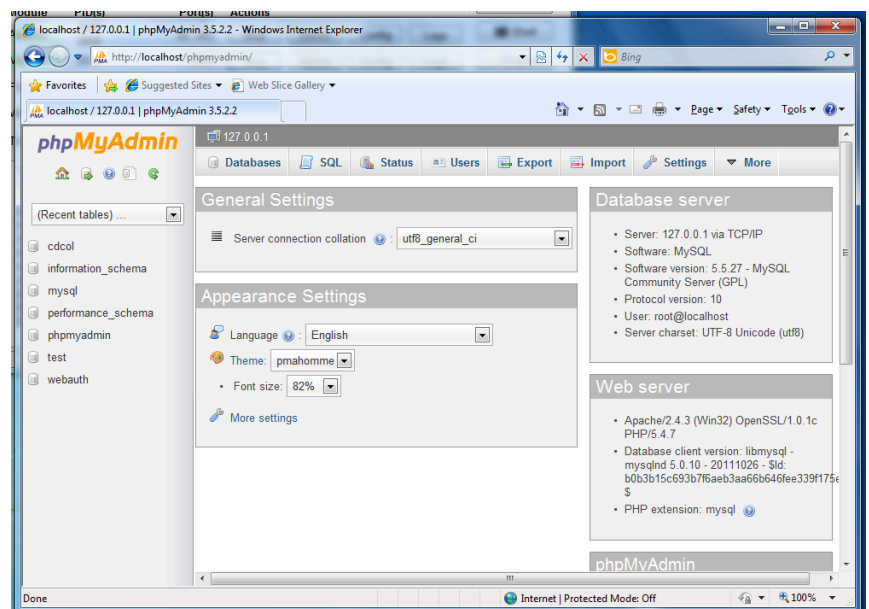 Module PID(s) Port(s) Actions
localhost / 127.0.0.1 | phpMyAdmin 3.5.2.2 - Windows Internet Explorer
http://localhost/phpmyadmin/
Bing
Favorites
Suggested Sites
Web Slice Gallery
localhost / 127.0.0.1 | phpMyAdmin 3.5.2.2
Page
Safety
Tools
phpMyAdmin
(Recent tables) ...
cdcol
information_schema
mysql
performance_schema
phpmyadmin
test
webauth
127.0.0.1
Databases
SQL
Status
Users
Export
Import
Settings
More
General Settings
Server connection collation : utf8_general_ci
Appearance Settings
Language : English
Theme: pmahomme
• Font size: 82%
More settings
Database server
• Server: 127.0.0.1 via TCP/IP
• Software: MySQL
• Software version: 5.5.27 - MySQL
Community Server (GPL)
• Protocol version: 10
• User: root@localhost
• Server charset: UTF-8 Unicode (utf8)
Web server
• Apache/2.4.3 (Win32) OpenSSL/1.0.1c
PHP/5.4.7
• Database client version: libmysql -
mysqlnd 5.0.10 - 20111026 - $Id:
b0b3b15c693b7f6aeb3aa66b646fee339f175e
$
• PHP extension: mysql
phpMyAdmin
Done
Internet | Protected Mode: Off
100%